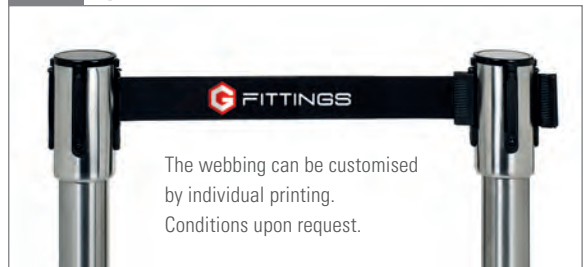 G FITTINGS
The webbing can be customised
by individual printing.
Conditions upon request.